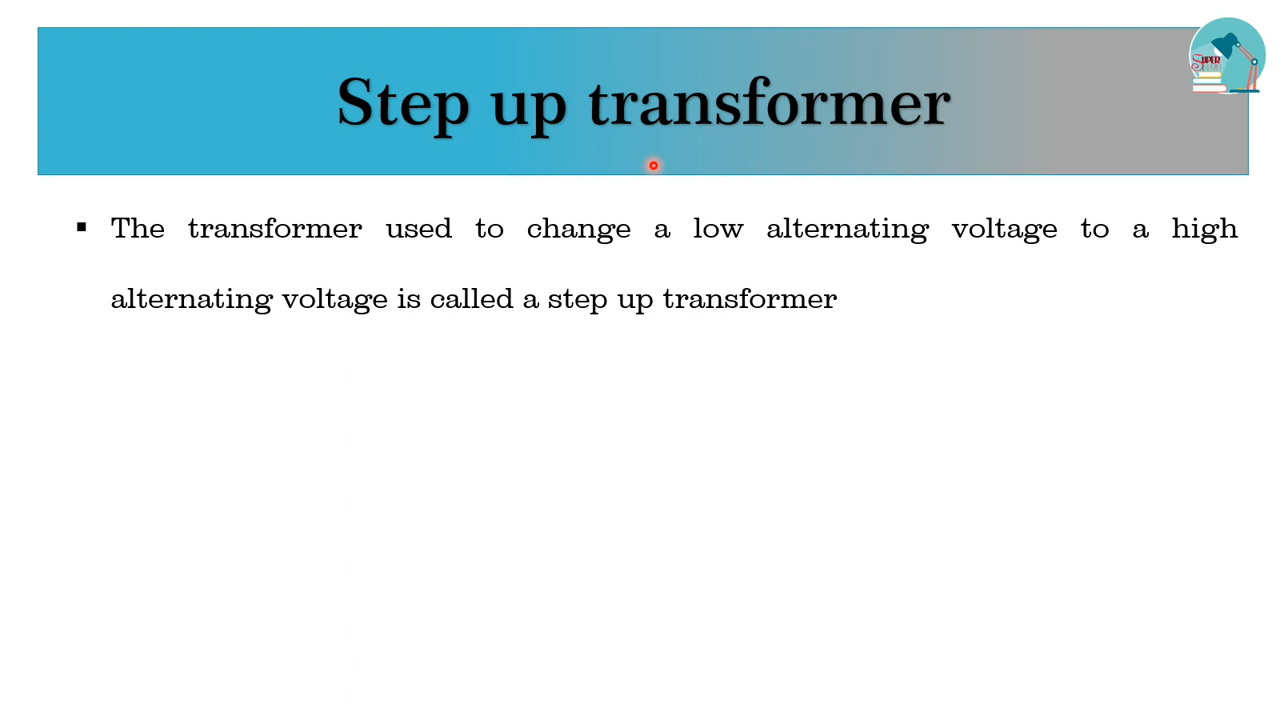 Step up transformer
SUPER
▪ The transformer used to change a low alternating voltage to a high
alternating voltage is called a step up transformer